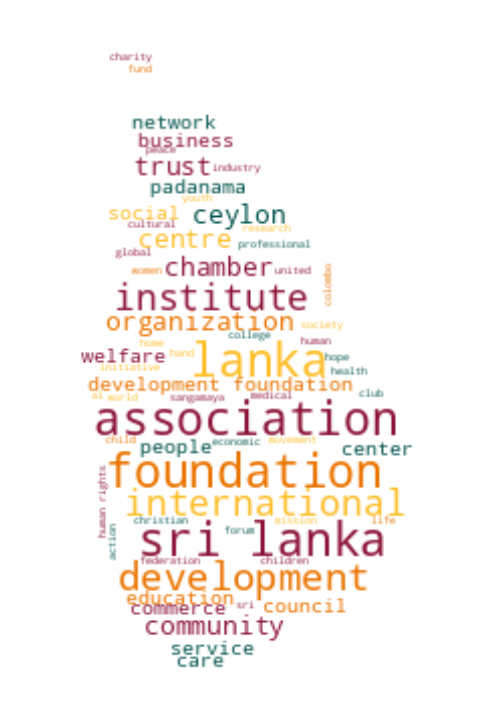 charity
fund
network
business
peace
trust industry
padanama
youth
social ceylon
cultural research
centre professional
global
women chamber united
colombo
institute
organization society
college
home human
welfare hand lanka hope
initiative health
development foundation
al world sangamaya medical club
association
child people economic movement center
foundation
human rights
international
christian mission life
action forum
sri lanka
federation children
development
education
commerce sri council
community
service
care